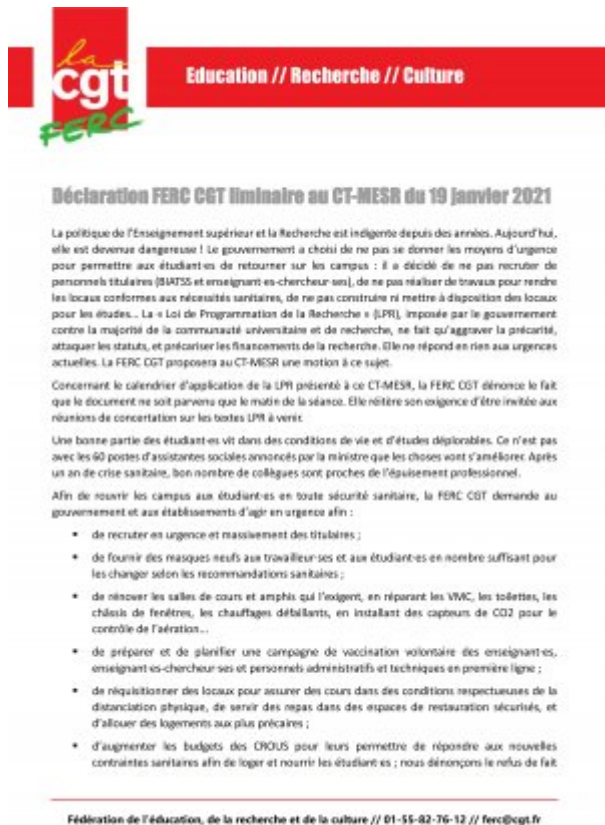 la
cgt
FERC
Education // Recherche // Culture
Déclaration FERC CGT liminaire au CT-MESR du 19 janvier 2021
La politique de l'Enseignement supérieur et la Recherche est indigente depuis des années. Aujourd'hui,
elle est devenue dangereuse ! Le gouvernement a choisi de ne pas se donner les moyens d'urgence
pour permettre aux étudiant·es de retourner sur les campus : il a décidé de ne pas recruter de
personnels titulaires (BIATSS et enseignant·es-chercheur·ses), de ne pas réaliser de travaux pour rendre
les locaux conformes aux nécessités sanitaires, de ne pas construire ni mettre à disposition des locaux
pour les études... La « Loi de Programmation de la Recherche » (LPR), imposée par le gouvernement
contre la majorité de la communauté universitaire et de recherche, ne fait qu'aggraver la précarité,
attaquer les statuts, et précariser les financements de la recherche. Elle ne répond en rien aux urgences
actuelles. La FERC CGT proposera au CT-MESR une motion à ce sujet.
Concernant le calendrier d'application de la LPR présenté à ce CT-MESR, la FERC CGT dénonce le fait
que le document ne soit parvenu que le matin de la séance. Elle réitère son exigence d'être invitée aux
réunions de concertation sur les textes LPR à venir.
Une bonne partie des étudiant·es vit dans des conditions de vie et d'études déplorables. Ce n'est pas
avec les 60 postes d'assistantes sociales annoncés par la ministre que les choses vont s'améliorer. Après
un an de crise sanitaire, bon nombre de collègues sont proches de l'épuisement professionnel.
Afin de rouvrir les campus aux étudiant·es en toute sécurité sanitaire, la FERC CGT demande au
gouvernement et aux établissements d'agir en urgence afin :
▪ de recruter en urgence et massivement des titulaires ;
▪ de fournir des masques neufs aux travailleur·ses et aux étudiant·es en nombre suffisant pour
les changer selon les recommandations sanitaires ;
▪ de rénover les salles de cours et amphis qui l'exigent, en réparant les VMC, les toilettes, les
châssis de fenêtres, les chauffages défaillants, en installant des capteurs de CO2 pour le
contrôle de l'aération...
▪ de préparer et de planifier une campagne de vaccination volontaire des enseignant·es,
enseignant·es-chercheur·ses et personnels administratifs et techniques en première ligne ;
▪ de réquisitionner des locaux pour assurer des cours dans des conditions respectueuses de la
distanciation physique, de servir des repas dans des espaces de restauration sécurisés, et
d'allouer des logements aux plus précaires ;
▪ d'augmenter les budgets des CROUS pour leurs permettre de répondre aux nouvelles
contraintes sanitaires afin de loger et nourrir les étudiant·es ; nous dénonçons le refus de fait
Fédération de l'éducation, de la recherche et de la culture // 01-55-82-76-12 // ferc@cgt.fr